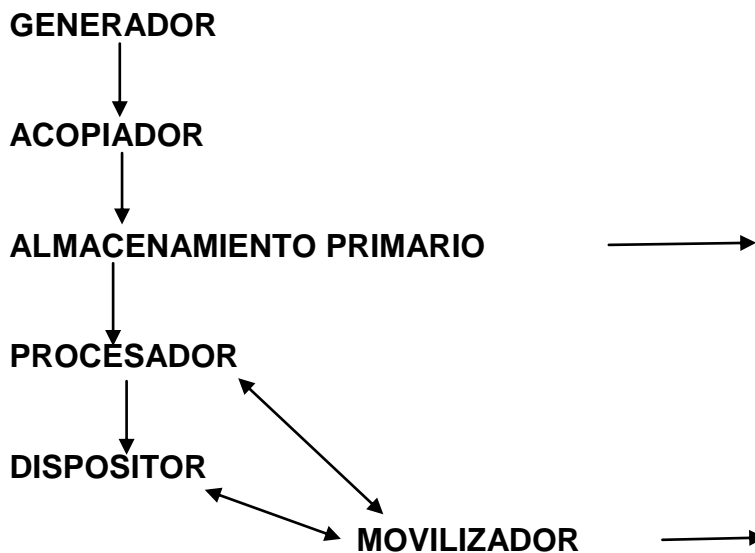 GENERADOR
ACOPIADOR
ALMACENAMIENTO PRIMARIO
PROCESADOR
DISPOSITOR
MOVILIZADOR